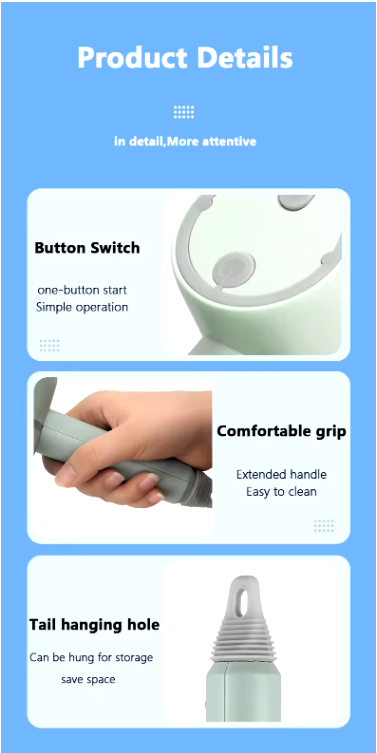 Product Details
in detail,More attentive
Button Switch
one-button start
Simple operation
Comfortable grip
Extended handle
Easy to clean
Tail hanging hole
Can be hung for storage
save space